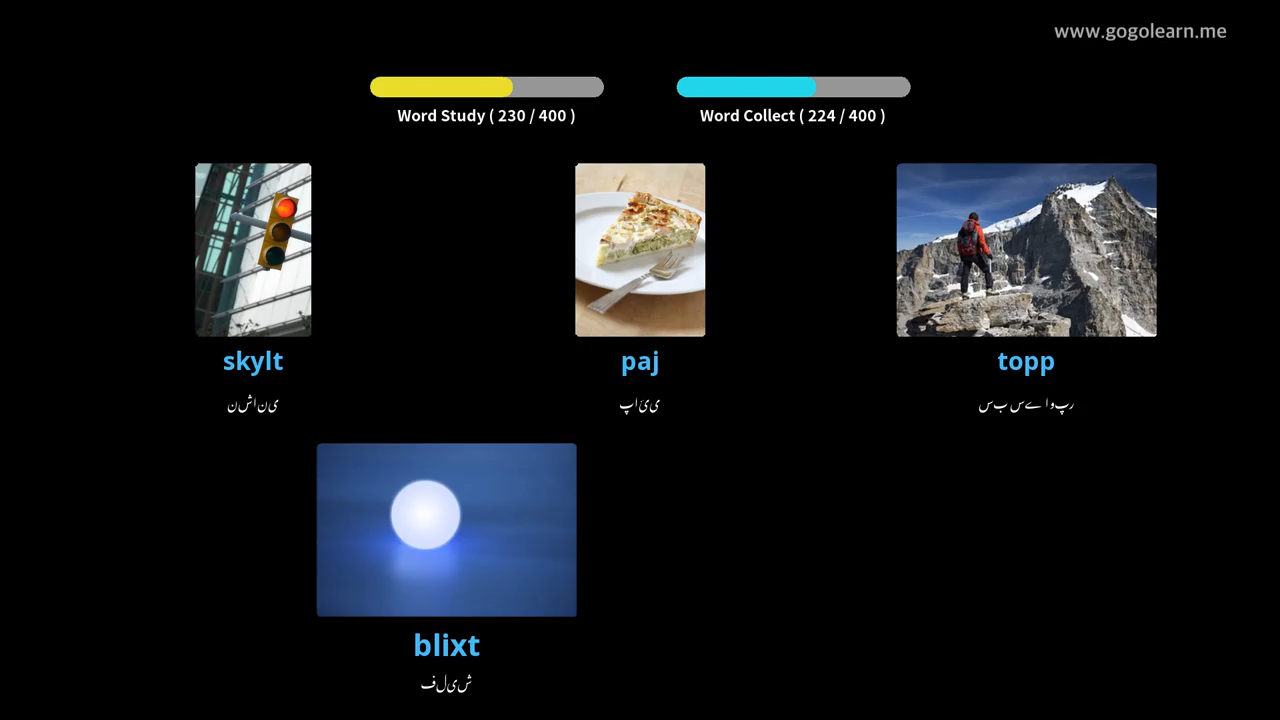 www.gogolearn.me
Word Study ( 230 / 400 )
Word Collect ( 224 / 400 )
skylt
نشانی
paj
پائی
topp
سب سے اوپر
blixt
فلیش